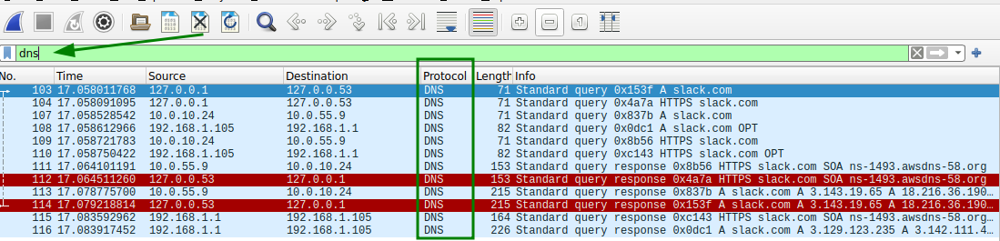 dns
No. Time Source Destination Protocol Length Info
103 17.058011768 127.0.0.1 127.0.0.53 DNS 71 Standard query 0x153f A slack.com
104 17.058091095 127.0.0.1 127.0.0.53 DNS 71 Standard query 0x4a7a HTTPS slack.com
107 17.058528542 10.0.10.24 10.0.55.9 DNS 71 Standard query 0x837b A slack.com
108 17.058612966 192.168.1.105 192.168.1.1 DNS 82 Standard query 0x0dc1 A slack.com OPT
109 17.058721783 10.0.10.24 10.0.55.9 DNS 71 Standard query 0x8b56 HTTPS slack.com
110 17.058750422 192.168.1.105 192.168.1.1 DNS 82 Standard query 0xc143 HTTPS slack.com OPT
111 17.064101191 10.0.55.9 10.0.10.24 DNS 153 Standard query response 0x8b56 HTTPS slack.com SOA ns-1493.awsdns-58.org
112 17.064511260 127.0.0.53 127.0.0.1 DNS 153 Standard query response 0x4a7a HTTPS slack.com SOA ns-1493.awsdns-58.org
113 17.078775700 10.0.55.9 10.0.10.24 DNS 215 Standard query response 0x837b A slack.com A 3.143.19.65 A 18.216.36.190…
114 17.079218814 127.0.0.53 127.0.0.1 DNS 215 Standard query response 0x153f A slack.com A 3.143.19.65 A 18.216.36.190…
115 17.083592962 192.168.1.1 192.168.1.105 DNS 164 Standard query response 0xc143 HTTPS slack.com SOA ns-1493.awsdns-58.org…
116 17.083917452 192.168.1.1 192.168.1.105 DNS 226 Standard query response 0x0dc1 A slack.com A 3.129.123.235 A 3.142.111.4…